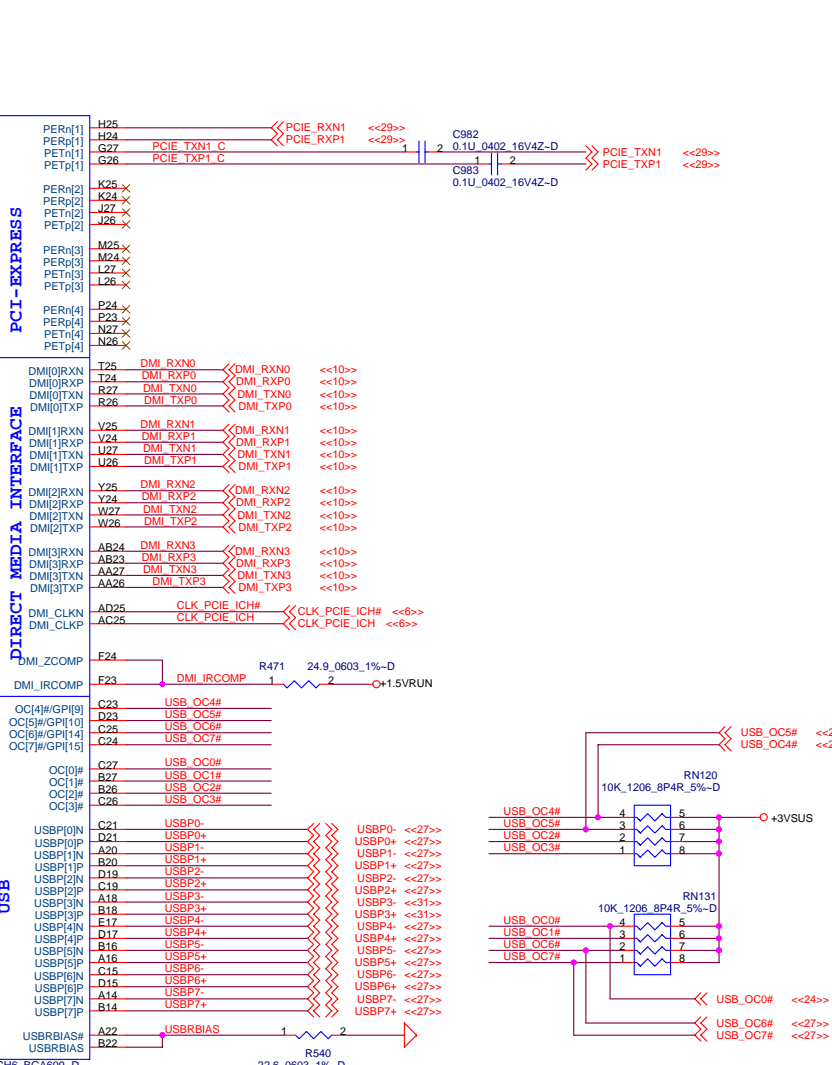 PCI-EXPRESS
PERn[1] H25 PCIE_RXN1 <<29>>
PERp[1] H24 PCIE_RXP1 <<29>>
PETn[1] G27 PCIE_TXN1_C 1 2 C982 0.1U_0402_16V4Z~D PCIE_TXN1 <<29>>
PETp[1] G26 PCIE_TXP1_C 1 2 C983 0.1U_0402_16V4Z~D PCIE_TXP1 <<29>>
PERn[2] K25
PERp[2] K24
PETn[2] J27
PETp[2] J26
PERn[3] M25
PERp[3] M24
PETn[3] L27
PETp[3] L26
PERn[4] P24
PERp[4] P23
PETn[4] N27
PETp[4] N26
DIRECT MEDIA INTERFACE
DMI[0]RXN T25 DMI_RXN0 DMI_RXN0 <<10>>
DMI[0]RXP T24 DMI_RXP0 DMI_RXP0 <<10>>
DMI[0]TXN R27 DMI_TXN0 DMI_TXN0 <<10>>
DMI[0]TXP R26 DMI_TXP0 DMI_TXP0 <<10>>
DMI[1]RXN V25 DMI_RXN1 DMI_RXN1 <<10>>
DMI[1]RXP V24 DMI_RXP1 DMI_RXP1 <<10>>
DMI[1]TXN U27 DMI_TXN1 DMI_TXN1 <<10>>
DMI[1]TXP U26 DMI_TXP1 DMI_TXP1 <<10>>
DMI[2]RXN Y25 DMI_RXN2 DMI_RXN2 <<10>>
DMI[2]RXP Y24 DMI_RXP2 DMI_RXP2 <<10>>
DMI[2]TXN W27 DMI_TXN2 DMI_TXN2 <<10>>
DMI[2]TXP W26 DMI_TXP2 DMI_TXP2 <<10>>
DMI[3]RXN AB24 DMI_RXN3 DMI_RXN3 <<10>>
DMI[3]RXP AB23 DMI_RXP3 DMI_RXP3 <<10>>
DMI[3]TXN AA27 DMI_TXN3 DMI_TXN3 <<10>>
DMI[3]TXP AA26 DMI_TXP3 DMI_TXP3 <<10>>
DMI_CLKN AD25 CLK_PCIE_ICH# CLK_PCIE_ICH# <<6>>
DMI_CLKP AC25 CLK_PCIE_ICH CLK_PCIE_ICH <<6>>
DMI_ZCOMP F24
R471 24.9_0603_1%~D
DMI_IRCOMP F23 DMI_IRCOMP 1 2 +1.5VRUN
USB
OC[4]#/GPI[9] C23 USB_OC4#
OC[5]#/GPI[10] D23 USB_OC5#
OC[6]#/GPI[14] C25 USB_OC6#
OC[7]#/GPI[15] C24 USB_OC7#
OC[0]# C27 USB_OC0#
OC[1]# B27 USB_OC1#
OC[2]# B26 USB_OC2#
OC[3]# C26 USB_OC3#
USBP[0]N C21 USBP0- USBP0- <<27>>
USBP[0]P D21 USBP0+ USBP0+ <<27>>
USBP[1]N A20 USBP1- USBP1- <<27>>
USBP[1]P B20 USBP1+ USBP1+ <<27>>
USBP[2]N D19 USBP2- USBP2- <<27>>
USBP[2]P C19 USBP2+ USBP2+ <<27>>
USBP[3]N A18 USBP3- USBP3- <<31>>
USBP[3]P B18 USBP3+ USBP3+ <<31>>
USBP[4]N E17 USBP4- USBP4- <<27>>
USBP[4]P D17 USBP4+ USBP4+ <<27>>
USBP[5]N B16 USBP5- USBP5- <<27>>
USBP[5]P A16 USBP5+ USBP5+ <<27>>
USBP[6]N C15 USBP6- USBP6- <<27>>
USBP[6]P D15 USBP6+ USBP6+ <<27>>
USBP[7]N A14 USBP7- USBP7- <<27>>
USBP[7]P B14 USBP7+ USBP7+ <<27>>
USBRBIAS# A22 USBRBIAS 1 2
USBRBIAS B22
R540
USB_OC5#
USB_OC4#
RN120
10K_1206_8P4R_5%~D
USB_OC4# 4 5 +3VSUS
USB_OC5# 3 6
USB_OC2# 2 7
USB_OC3# 1 8
RN131
10K_1206_8P4R_5%~D
USB_OC0# 4 5
USB_OC1# 3 6
USB_OC6# 2 7
USB_OC7# 1 8
USB_OC0# <<24>>
USB_OC6# <<27>>
USB_OC7# <<27>>